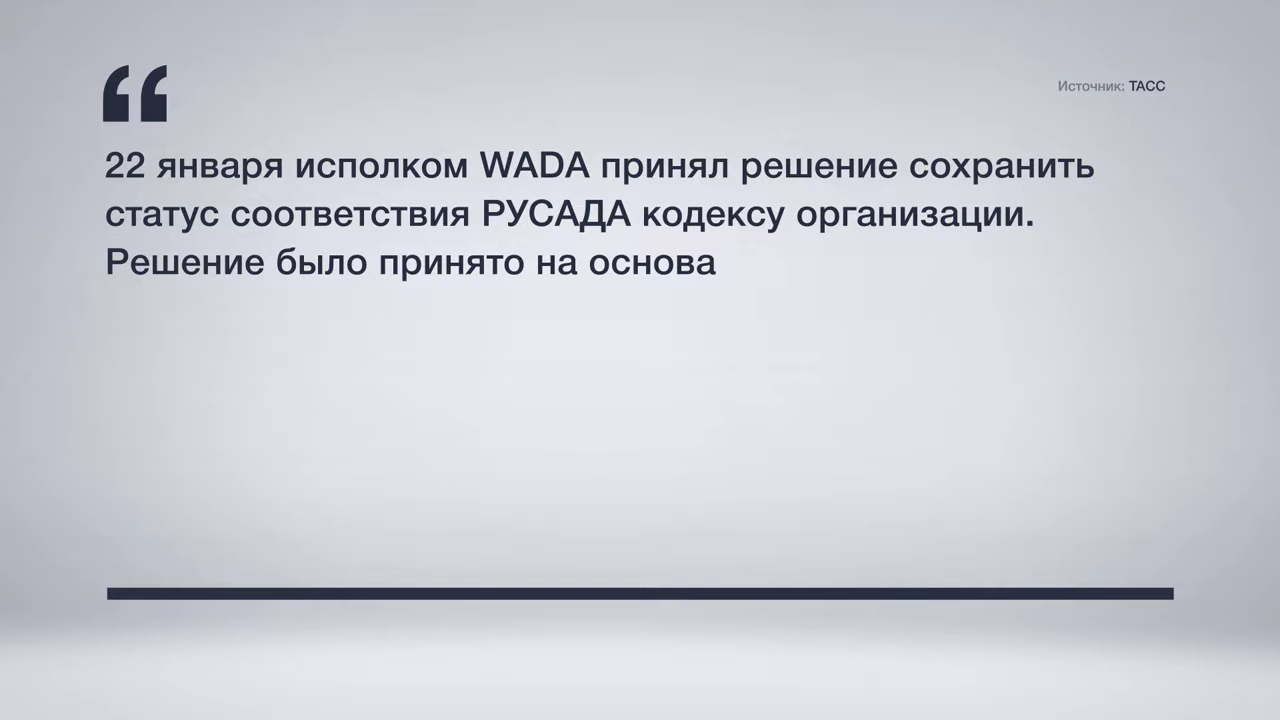 Источник: ТАСС
“
22 января исполком WADA принял решение сохранить
статус соответствия РУСАДА кодексу организации.
Решение было принято на основа